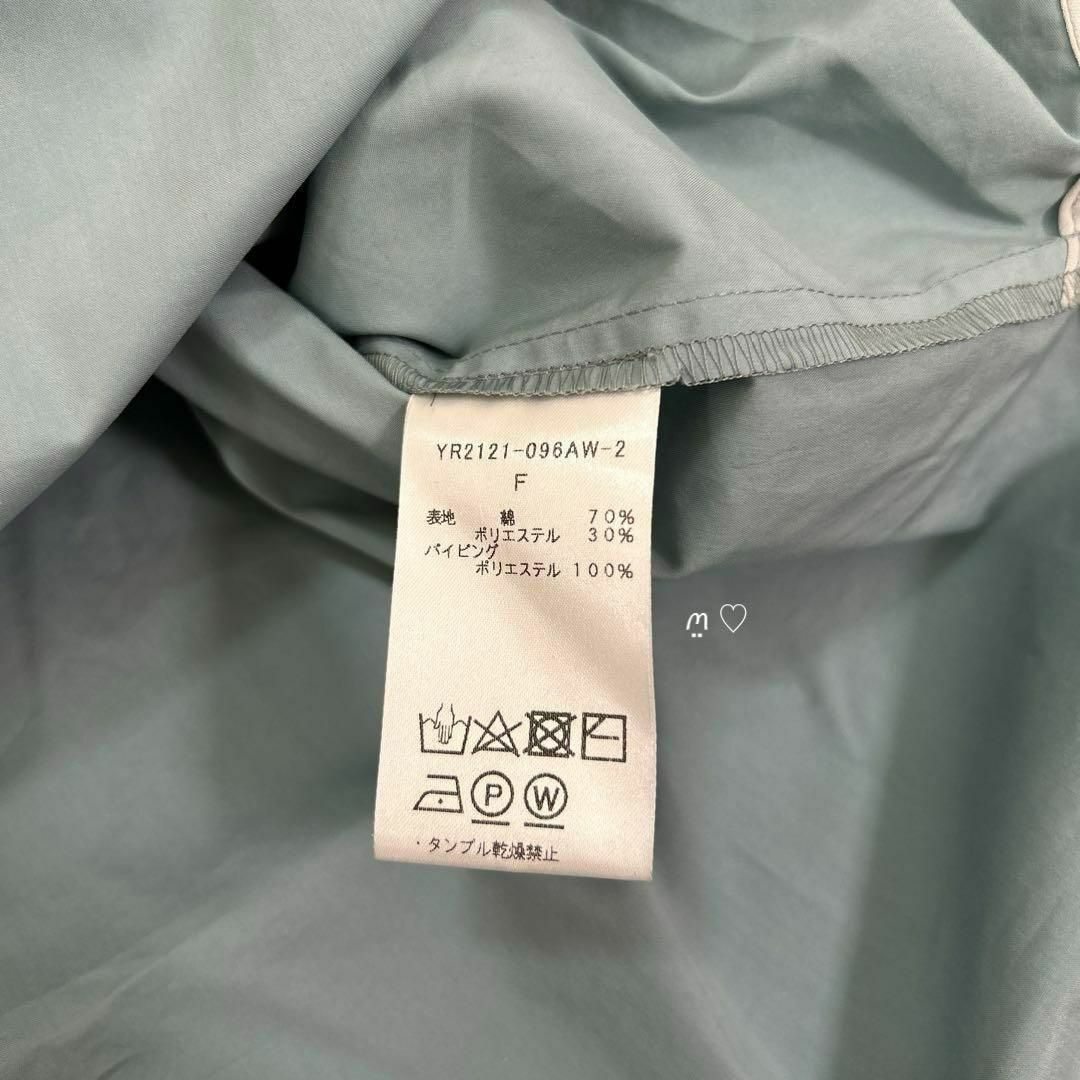 YR2121-096AW-2
F
表地 綿 70%
ポリエステル 30%
パイピング
ポリエステル 100%
P W
・タンブル乾燥禁止